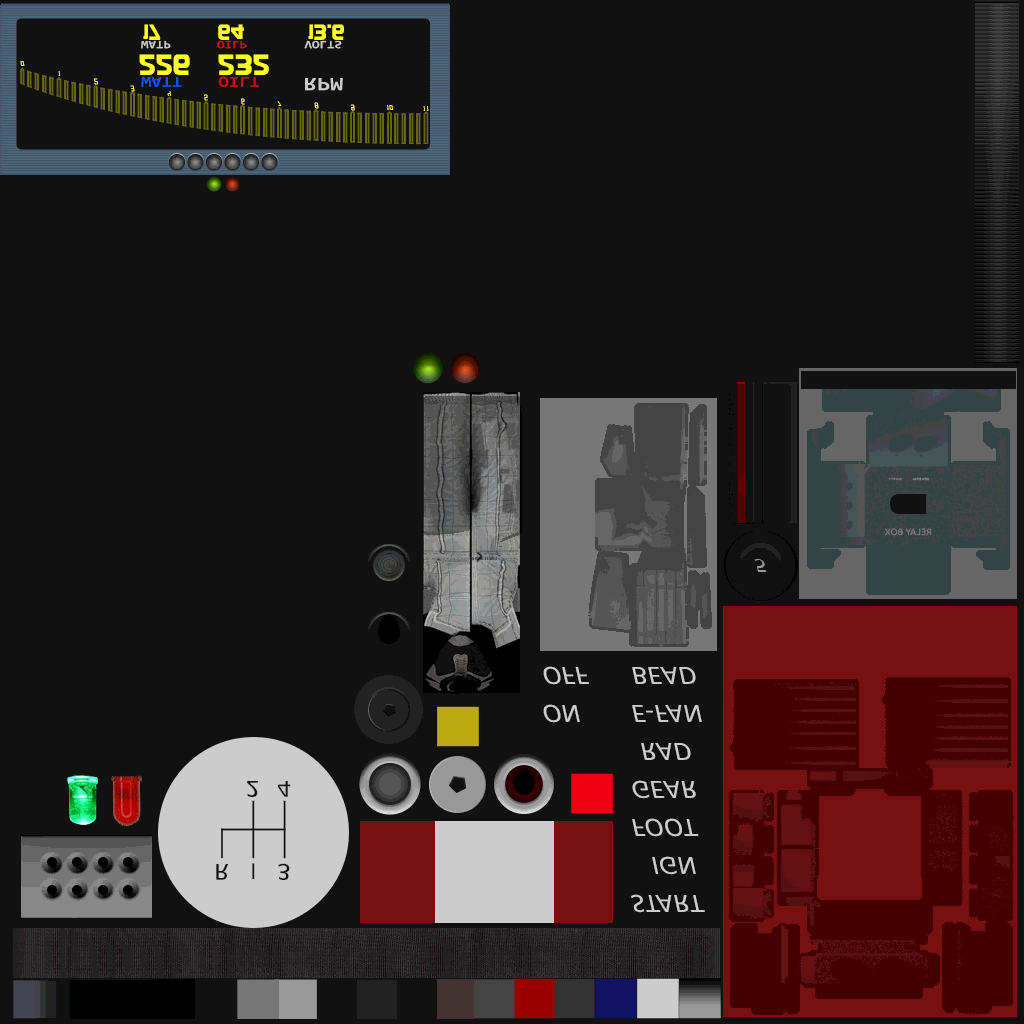 17 64 13.6
WATP OILP VOLTS
226 232
WATT OILT RPM
0 1 2 3 4 5 6 7 8 9 10 11
RELAY BOX
5
OFF BEAD
ON E-FAN
RAD
GEAR
FOOT
IGN
START
2 4
R 1 3